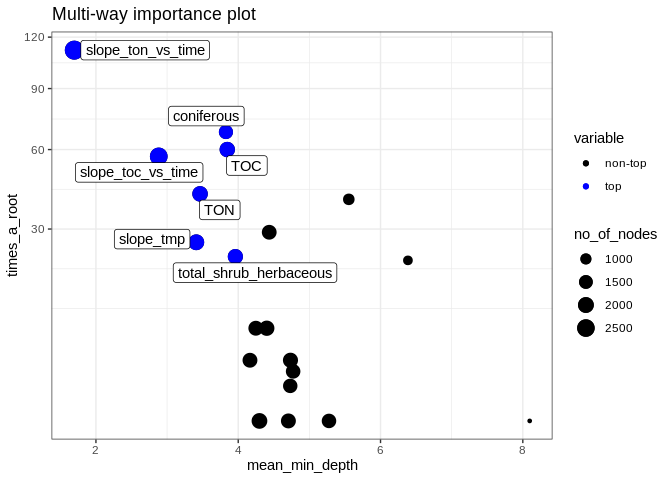 Multi-way importance plot
120
90
60
30
times_a_root
slope_ton_vs_time
coniferous
TOC
slope_toc_vs_time
TON
slope_tmp
total_shrub_herbaceous
2
4
6
8
mean_min_depth
variable
non-top
top
no_of_nodes
1000
1500
2000
2500